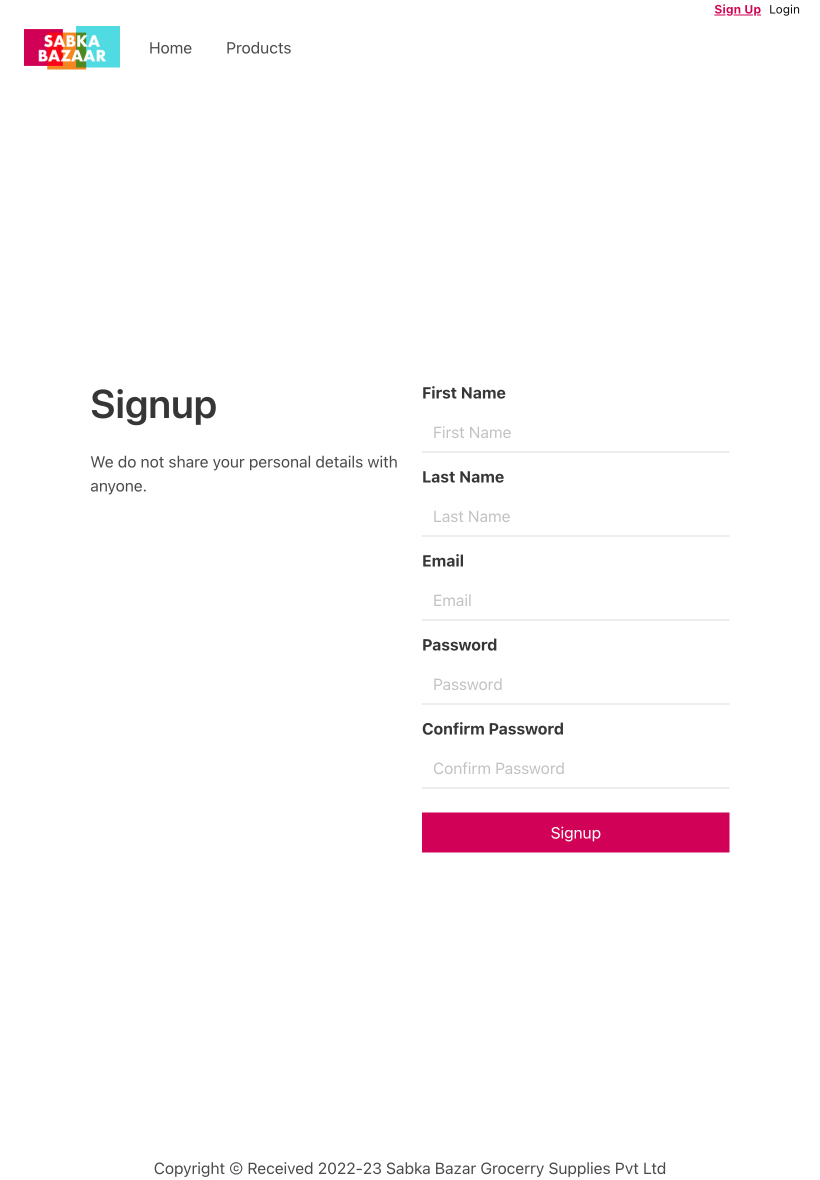 Sign Up Login
SABKA
BAZAAR
Home Products
Signup
We do not share your personal details with
anyone.
First Name
First Name
Last Name
Last Name
Email
Email
Password
Password
Confirm Password
Confirm Password
Signup
Copyright © Received 2022-23 Sabka Bazar Grocerry Supplies Pvt Ltd